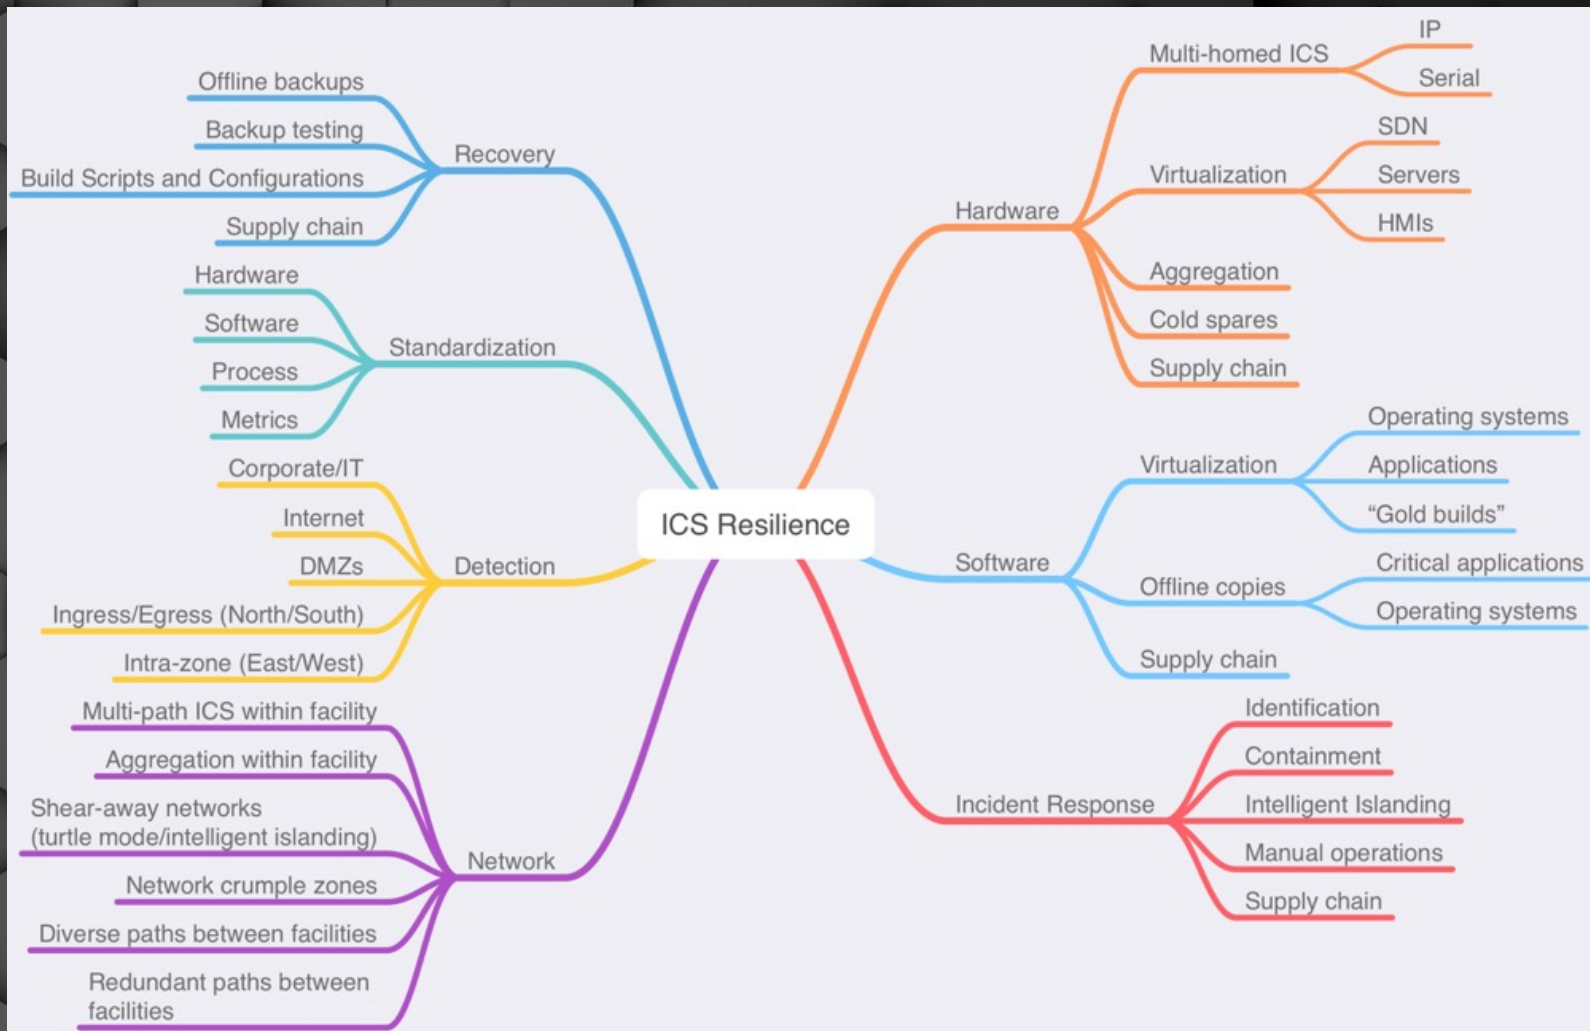 ICS Resilience
Recovery
Offline backups
Backup testing
Build Scripts and Configurations
Supply chain
Standardization
Hardware
Software
Process
Metrics
Detection
Corporate/IT
Internet
DMZs
Ingress/Egress (North/South)
Intra-zone (East/West)
Network
Multi-path ICS within facility
Aggregation within facility
Shear-away networks
(turtle mode/intelligent islanding)
Network crumple zones
Diverse paths between facilities
Redundant paths between
facilities
Hardware
Multi-homed ICS
IP
Serial
Virtualization
SDN
Servers
HMIs
Aggregation
Cold spares
Supply chain
Software
Virtualization
Operating systems
Applications
“Gold builds”
Offline copies
Critical applications
Operating systems
Supply chain
Incident Response
Identification
Containment
Intelligent Islanding
Manual operations
Supply chain